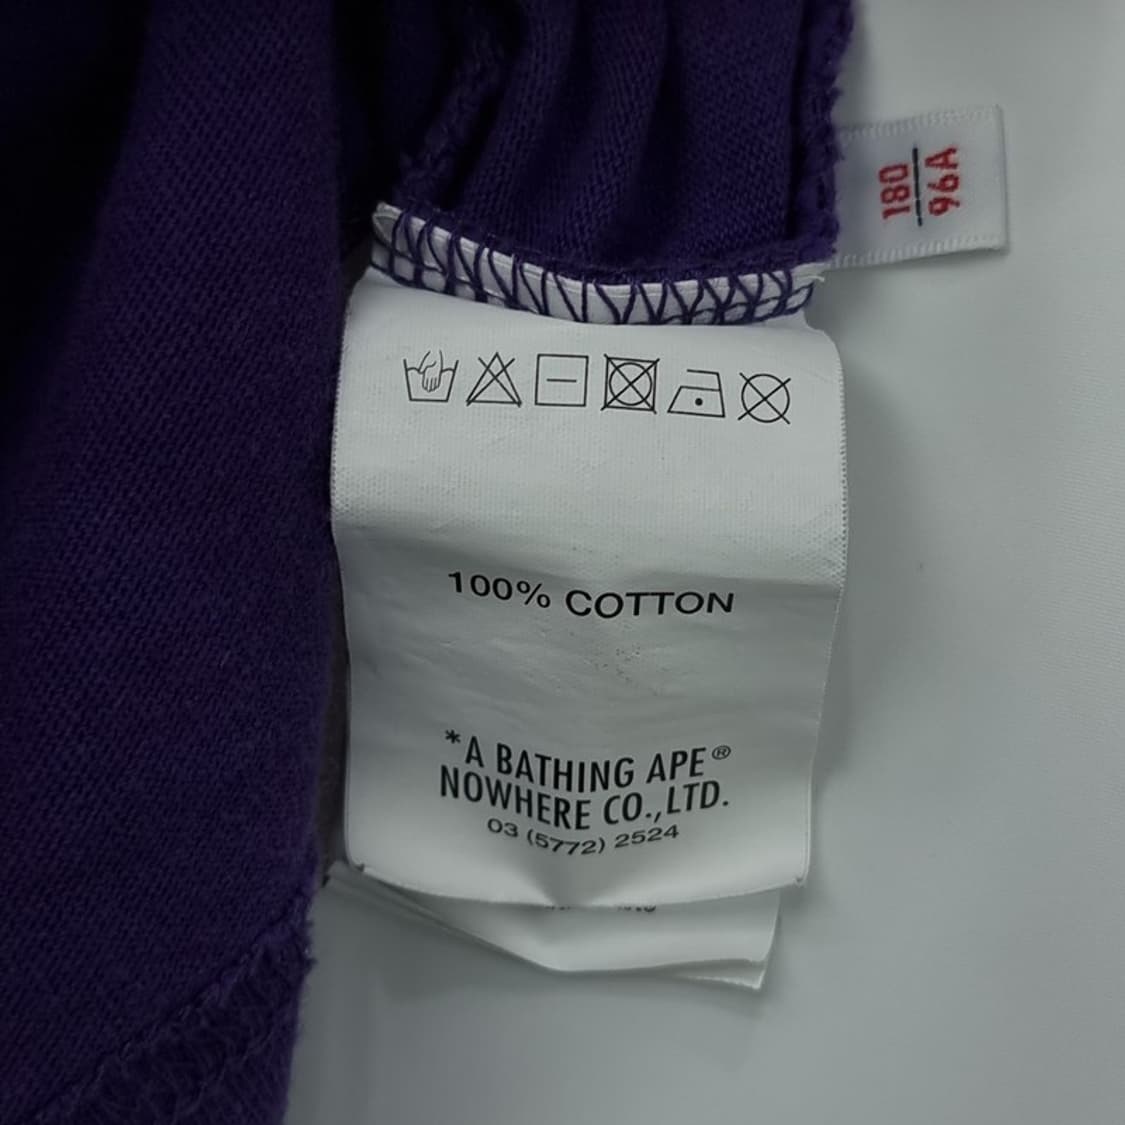 180
96A
100% COTTON
*A BATHING APE®
NOWHERE CO.,LTD.
03 (5772) 2524